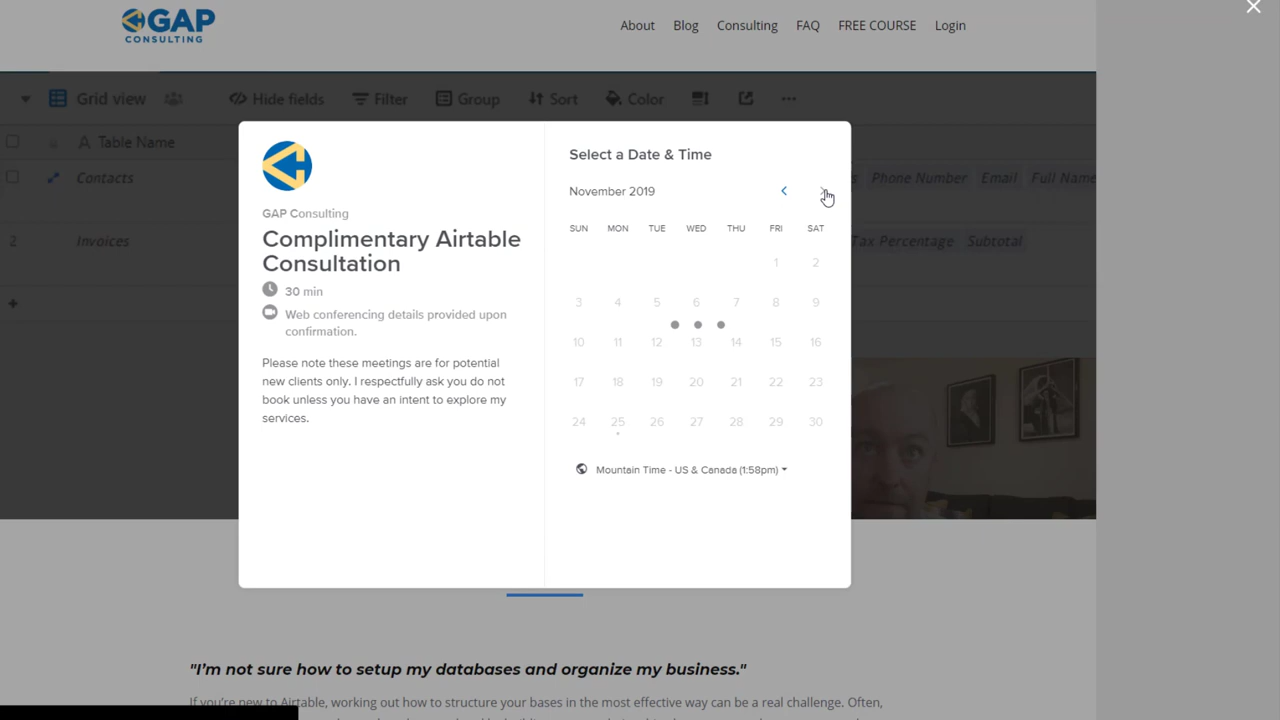 GAP
CONSULTING
About Blog Consulting FAQ FREE COURSE Login
Grid view Hide fields Filter Group Sort Color
Table Name
Contacts
Phone Number Email Full Name
2 Invoices
Tax Percentage Subtotal
GAP Consulting
Complimentary Airtable
Consultation
30 min
Web conferencing details provided upon
confirmation.
Please note these meetings are for potential
new clients only. I respectfully ask you do not
book unless you have an intent to explore my
services.
Select a Date & Time
November 2019
SUN MON TUE WED THU FRI SAT
1 2
3 4 5 6 7 8 9
10 11 12 13 14 15 16
17 18 19 20 21 22 23
24 25 26 27 28 29 30
Mountain Time - US & Canada (1:58pm)
"I'm not sure how to setup my databases and organize my business."
If you're new to Airtable, working out how to structure your bases in the most effective way can be a real challenge. Often,